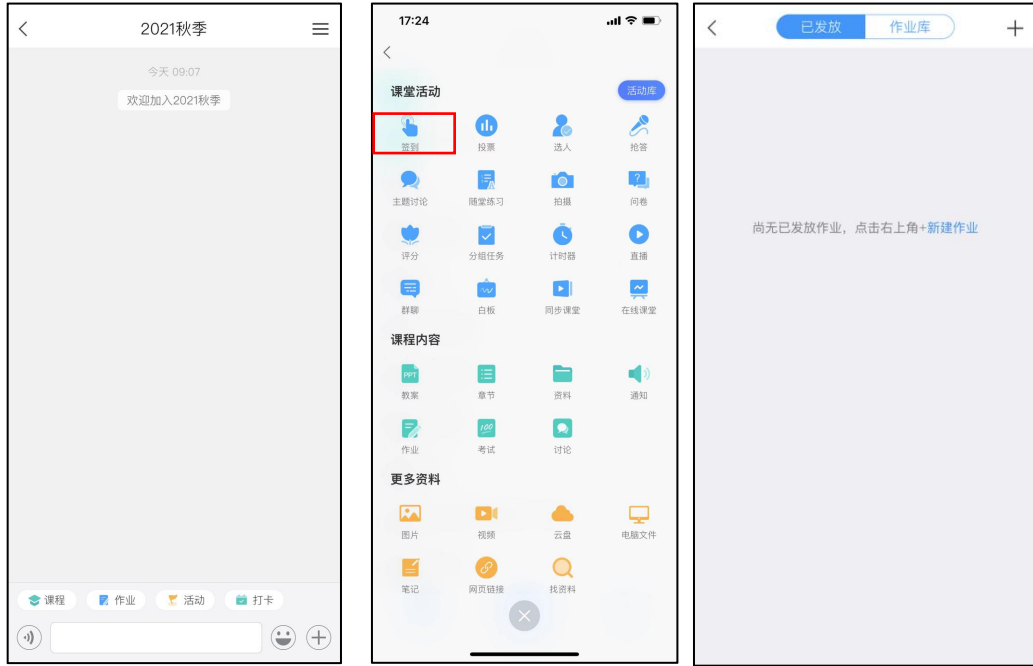 2021秋季
今天 09:07
欢迎加入2021秋季
课程 作业 活动 打卡
17:24
课堂活动 活动库
签到 投票 选人 抢答
主题讨论 随堂练习 拍摄 问卷
评分 分组任务 计时器 直播
群聊 白板 同步课堂 在线课堂
课程内容
PPT
教案 章节 资料 通知
100
作业 考试 讨论
更多资料
图片 视频 云盘 电脑文件
笔记 网页链接 找资料
已发放 作业库
尚无已发放作业，点击右上角+新建作业